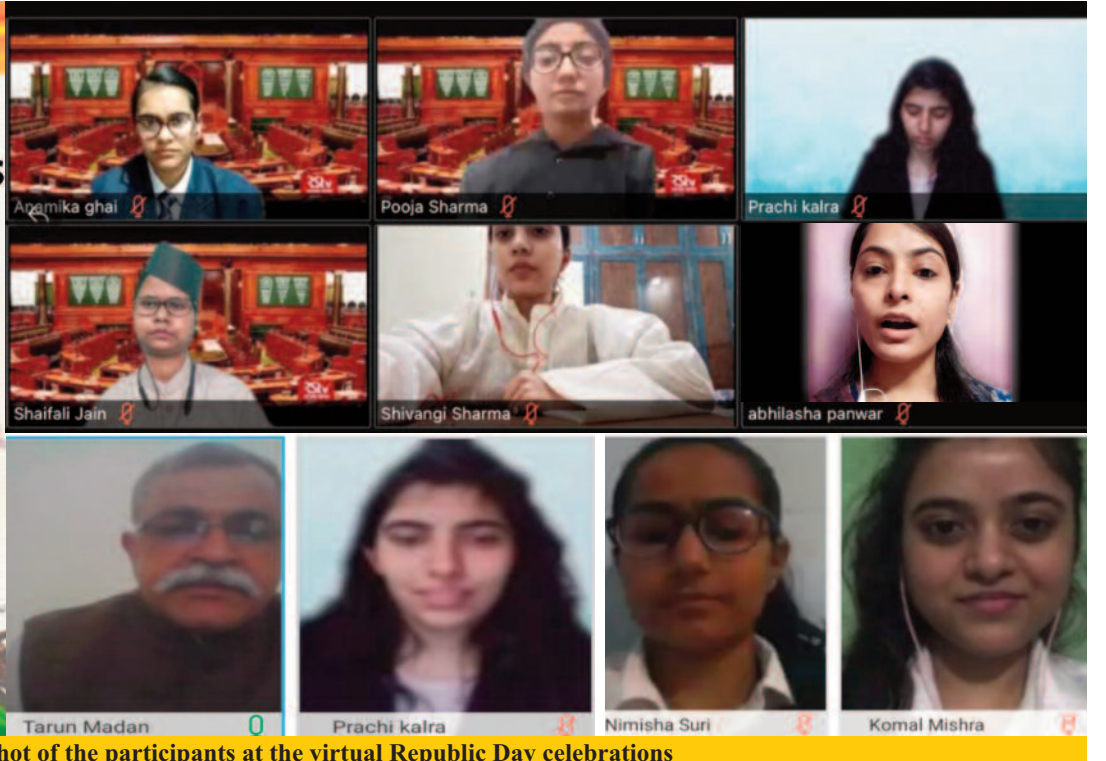 Anamika ghai
Pooja Sharma
Prachi kalra
Shaifali Jain
Shivangi Sharma
abhilasha panwar
Tarun Madan
Prachi kalra
Nimisha Suri
Komal Mishra
hot of the participants at the virtual Republic Day celebrations